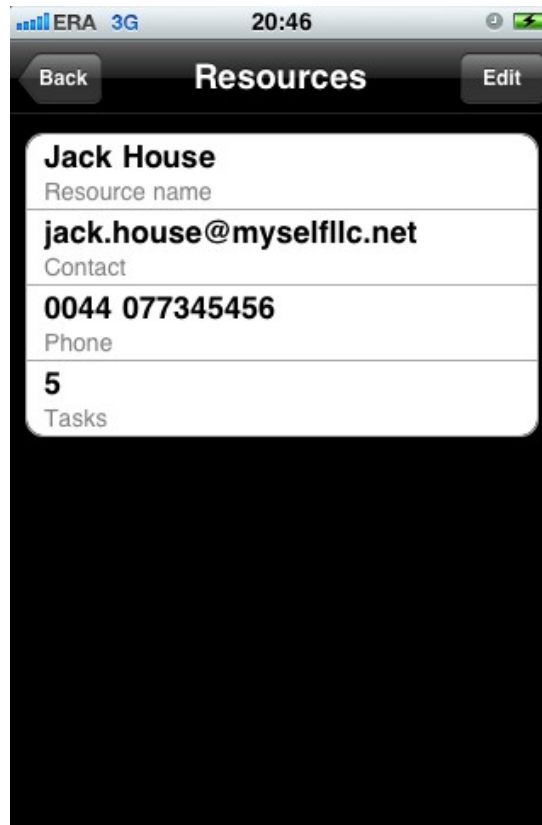 ERA 3G 20:46
Back Resources Edit
Jack House
Resource name
jack.house@myselfllc.net
Contact
0044 077345456
Phone
5
Tasks